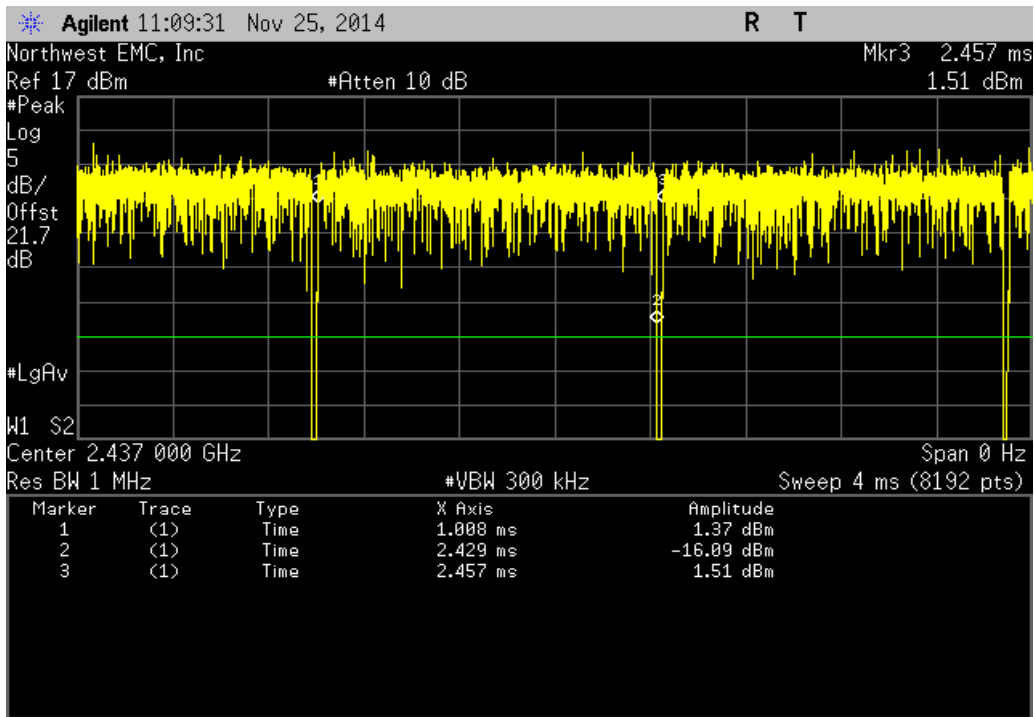 Agilent 11:09:31 Nov 25, 2014 R T
Northwest EMC, Inc Mkr3 2.457 ms
Ref 17 dBm #Atten 10 dB 1.51 dBm
#Peak
Log
5
dB/
Offst
21.7
dB
#LgAv
W1 S2
1
3
2
Center 2.437 000 GHz Span 0 Hz
Res BW 1 MHz #VBW 300 kHz Sweep 4 ms (8192 pts)
Marker Trace Type X Axis Amplitude
1 (1) Time 1.008 ms 1.37 dBm
2 (1) Time 2.429 ms -16.09 dBm
3 (1) Time 2.457 ms 1.51 dBm